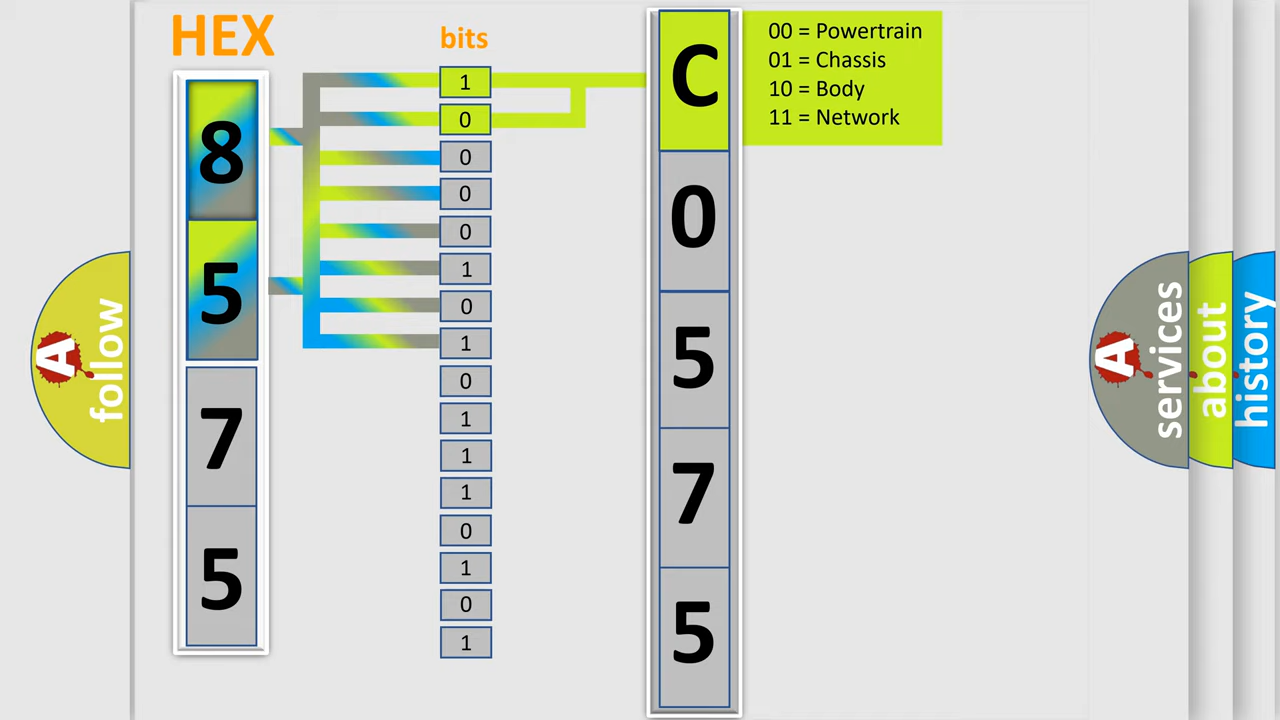 HEX
bits
8
5
7
5
1
0
0
0
0
1
0
1
0
1
1
1
0
1
0
1
C
0
5
7
5
00 = Powertrain
01 = Chassis
10 = Body
11 = Network
A
follow
A
services
about
history